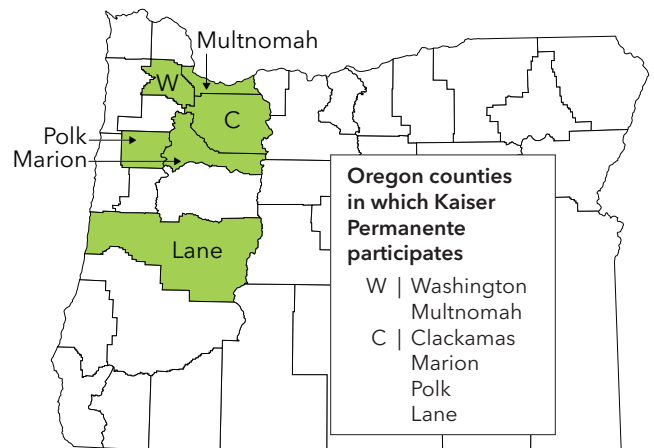 Multnomah
W
C
Polk
Marion
Lane
Oregon counties
in which Kaiser
Permanente
participates
W | Washington
Multnomah
C | Clackamas
Marion
Polk
Lane